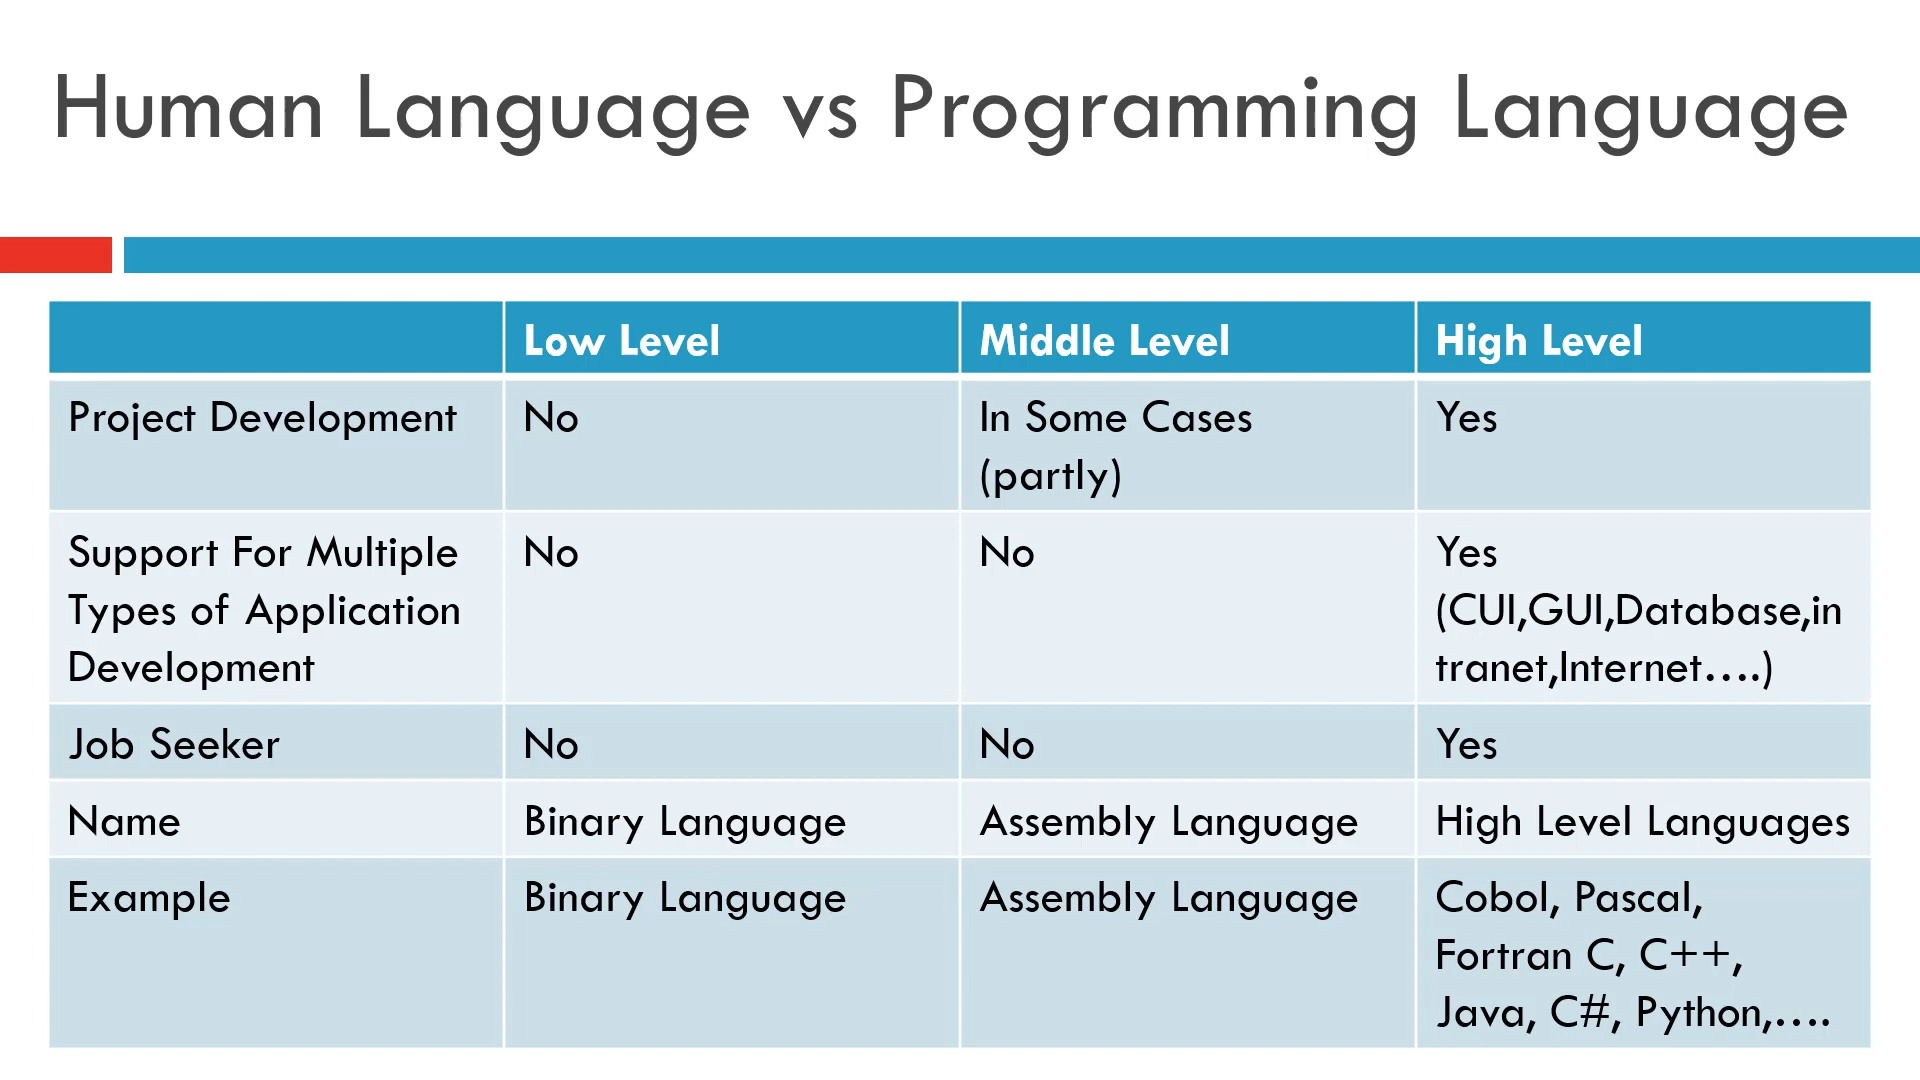 Human Language vs Programming Language
Low Level
Middle Level
High Level
Project Development
No
In Some Cases
(partly)
Yes
Support For Multiple
Types of Application
Development
No
No
Yes
(CUI,GUI,Database,in
tranet,Internet....)
Job Seeker
No
No
Yes
Name
Binary Language
Assembly Language
High Level Languages
Example
Binary Language
Assembly Language
Cobol, Pascal,
Fortran C, C++,
Java, C#, Python,....